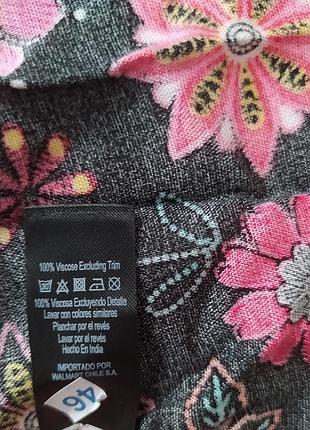 100% Viscose Excluding Trim
100% Viscosa Excluyendo Detalle
Lavar con colores similares
Planchar por el revés
Lavar por el revés
Hecho En India
IMPORTADO POR
WALMART CHILE S.A.
46